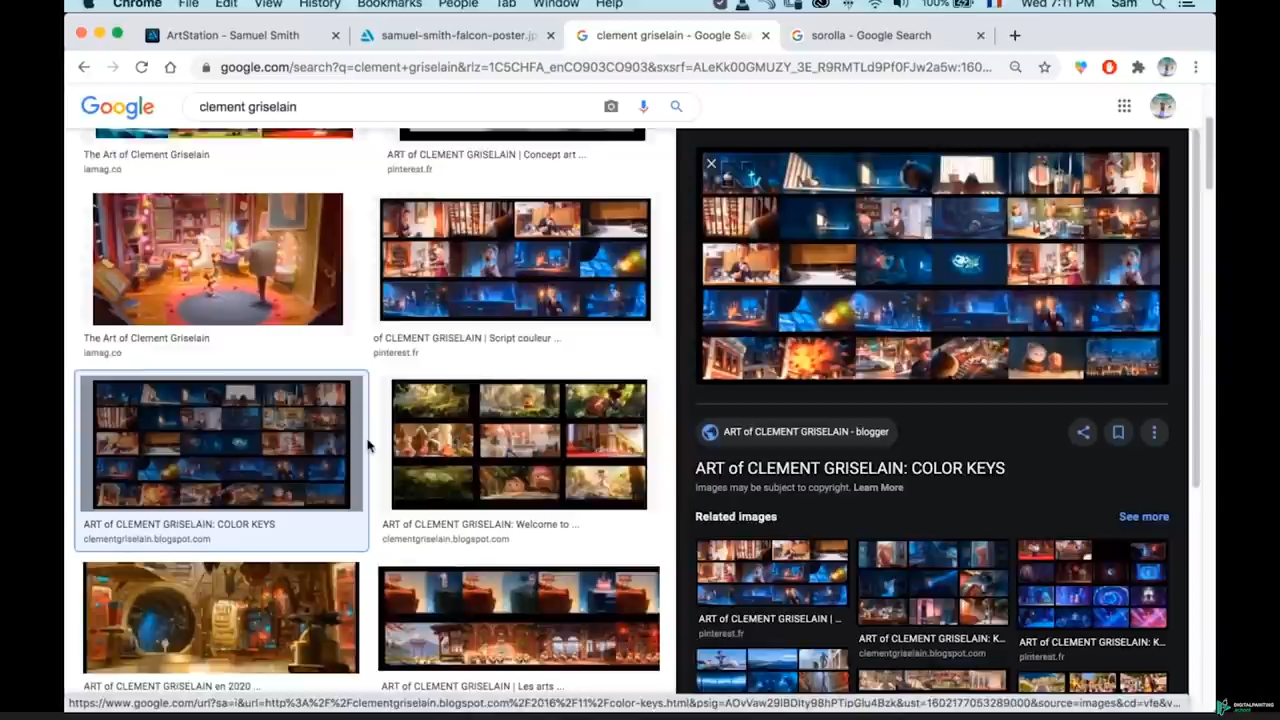 Chrome File Edit View History Bookmarks People Tab Window Help 100% Wed 7:11 PM Sam
ArtStation - Samuel Smith
samuel-smith-falcon-poster.jp
clement griselain - Google Sea
sorolla - Google Search
google.com/search?q=clement+griselain&rlz=1C5CHFA_enCO903CO903&sxsrf=ALeKk00GMUZY_3E_R9RMTLd9Pf0FJw2a5w:160...
Google
clement griselain
The Art of Clement Griselain
iamag.co
ART of CLEMENT GRISELAIN | Concept art ...
pinterest.fr
The Art of Clement Griselain
iamag.co
of CLEMENT GRISELAIN | Script couleur ...
pinterest.fr
ART of CLEMENT GRISELAIN: COLOR KEYS
clementgriselain.blogspot.com
ART of CLEMENT GRISELAIN: Welcome to ...
clementgriselain.blogspot.com
ART of CLEMENT GRISELAIN en 2020 ...
ART of CLEMENT GRISELAIN | Les arts ...
ART of CLEMENT GRISELAIN - blogger
ART of CLEMENT GRISELAIN: COLOR KEYS
Images may be subject to copyright. Learn More
Related images
See more
ART of CLEMENT GRISELAIN | ...
pinterest.fr
ART of CLEMENT GRISELAIN: K...
clementgriselain.blogspot.com
ART of CLEMENT GRISELAIN: K...
pinterest.fr
https://www.google.com/url?sa=i&url=http%3A%2F%2Fclementgriselain.blogspot.com%2F2016%2F11%2Fcolor-keys.html&psig=AOvVaw29IBDIty98hPTipGlu4Bzk&ust=1602177053289000&source=images&cd=vfe&v...
DIGITALPAINTING
.SCHOOL